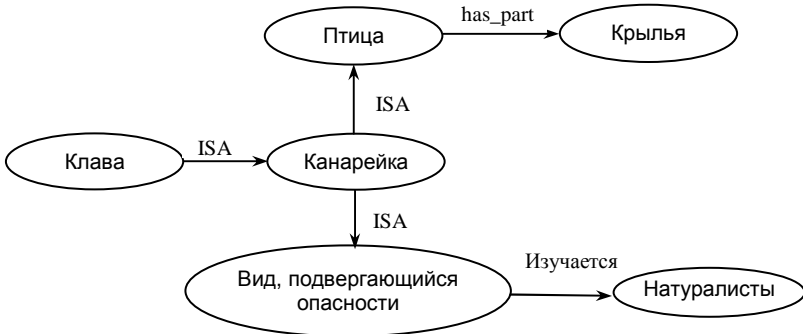 has_part
Птица
Крылья
ISA
ISA
Клава
Канарейка
ISA
Вид, подвергающийся
опасности
Изучается
Натуралисты